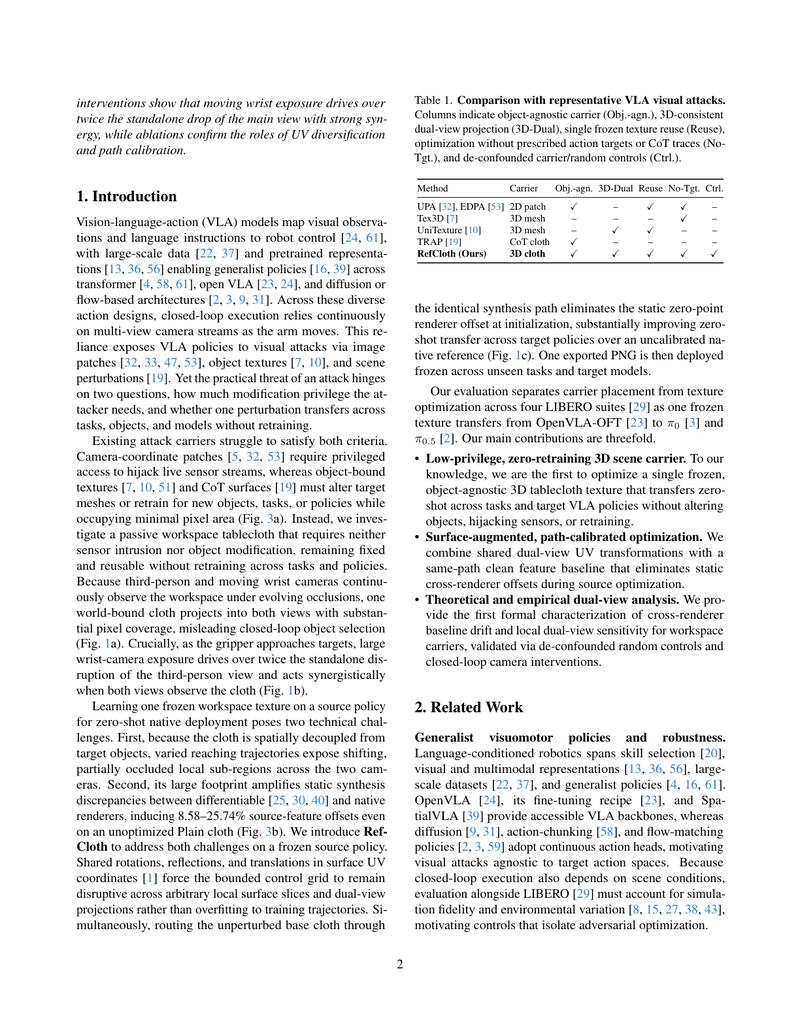 interventions show that moving wrist exposure drives over
twice the standalone drop of the main view with strong syn-
ergy, while ablations confirm the roles of UV diversification
and path calibration.
1. Introduction
Vision-language-action (VLA) models map visual observa-
tions and language instructions to robot control [24, 61],
with large-scale data [22, 37] and pretrained representa-
tions [13, 36, 56] enabling generalist policies [16, 39] across
transformer [4, 58, 61], open VLA [23, 24], and diffusion or
flow-based architectures [2, 3, 9, 31]. Across these diverse
action designs, closed-loop execution relies continuously
on multi-view camera streams as the arm moves. This re-
liance exposes VLA policies to visual attacks via image
patches [32, 33, 47, 53], object textures [7, 10], and scene
perturbations [19]. Yet the practical threat of an attack hinges
on two questions, how much modification privilege the at-
tacker needs, and whether one perturbation transfers across
tasks, objects, and models without retraining.
Existing attack carriers struggle to satisfy both criteria.
Camera-coordinate patches [5, 32, 53] require privileged
access to hijack live sensor streams, whereas object-bound
textures [7, 10, 51] and CoT surfaces [19] must alter target
meshes or retrain for new objects, tasks, or policies while
occupying minimal pixel area (Fig. 3a). Instead, we inves-
tigate a passive workspace tablecloth that requires neither
sensor intrusion nor object modification, remaining fixed
and reusable without retraining across tasks and policies.
Because third-person and moving wrist cameras continu-
ously observe the workspace under evolving occlusions, one
world-bound cloth projects into both views with substan-
tial pixel coverage, misleading closed-loop object selection
(Fig. 1a). Crucially, as the gripper approaches targets, large
wrist-camera exposure drives over twice the standalone dis-
ruption of the third-person view and acts synergistically
when both views observe the cloth (Fig. 1b).
Learning one frozen workspace texture on a source policy
for zero-shot native deployment poses two technical chal-
lenges. First, because the cloth is spatially decoupled from
target objects, varied reaching trajectories expose shifting,
partially occluded local sub-regions across the two cam-
eras. Second, its large footprint amplifies static synthesis
discrepancies between differentiable [25, 30, 40] and native
renderers, inducing 8.58–25.74% source-feature offsets even
on an unoptimized Plain cloth (Fig. 3b). We introduce Ref-
Cloth to address both challenges on a frozen source policy.
Shared rotations, reflections, and translations in surface UV
coordinates [1] force the bounded control grid to remain
disruptive across arbitrary local surface slices and dual-view
projections rather than overfitting to training trajectories. Si-
multaneously, routing the unperturbed base cloth through
Table 1. Comparison with representative VLA visual attacks.
Columns indicate object-agnostic carrier (Obj.-agn.), 3D-consistent
dual-view projection (3D-Dual), single frozen texture reuse (Reuse),
optimization without prescribed action targets or CoT traces (No-
Tgt.), and de-confounded carrier/random controls (Ctrl.).
Method Carrier Obj.-agn. 3D-Dual Reuse No-Tgt. Ctrl.
UPA [32], EDPA [53] 2D patch ✓ – ✓ ✓ –
Tex3D [7] 3D mesh – – – ✓ –
UniTexture [10] 3D mesh – ✓ ✓ – –
TRAP [19] CoT cloth ✓ – – – –
RefCloth (Ours) 3D cloth ✓ ✓ ✓ ✓ ✓
the identical synthesis path eliminates the static zero-point
renderer offset at initialization, substantially improving zero-
shot transfer across target policies over an uncalibrated na-
tive reference (Fig. 1c). One exported PNG is then deployed
frozen across unseen tasks and target models.
Our evaluation separates carrier placement from texture
optimization across four LIBERO suites [29] as one frozen
texture transfers from OpenVLA-OFT [23] to π0 [3] and
π0.5 [2]. Our main contributions are threefold.
• Low-privilege, zero-retraining 3D scene carrier. To our
knowledge, we are the first to optimize a single frozen,
object-agnostic 3D tablecloth texture that transfers zero-
shot across tasks and target VLA policies without altering
objects, hijacking sensors, or retraining.
• Surface-augmented, path-calibrated optimization. We
combine shared dual-view UV transformations with a
same-path clean feature baseline that eliminates static
cross-renderer offsets during source optimization.
• Theoretical and empirical dual-view analysis. We pro-
vide the first formal characterization of cross-renderer
baseline drift and local dual-view sensitivity for workspace
carriers, validated via de-confounded random controls and
closed-loop camera interventions.
2. Related Work
Generalist visuomotor policies and robustness.
Language-conditioned robotics spans skill selection [20],
visual and multimodal representations [13, 36, 56], large-
scale datasets [22, 37], and generalist policies [4, 16, 61].
OpenVLA [24], its fine-tuning recipe [23], and Spa-
tialVLA [39] provide accessible VLA backbones, whereas
diffusion [9, 31], action-chunking [58], and flow-matching
policies [2, 3, 59] adopt continuous action heads, motivating
visual attacks agnostic to target action spaces. Because
closed-loop execution also depends on scene conditions,
evaluation alongside LIBERO [29] must account for simula-
tion fidelity and environmental variation [8, 15, 27, 38, 43],
motivating controls that isolate adversarial optimization.
2